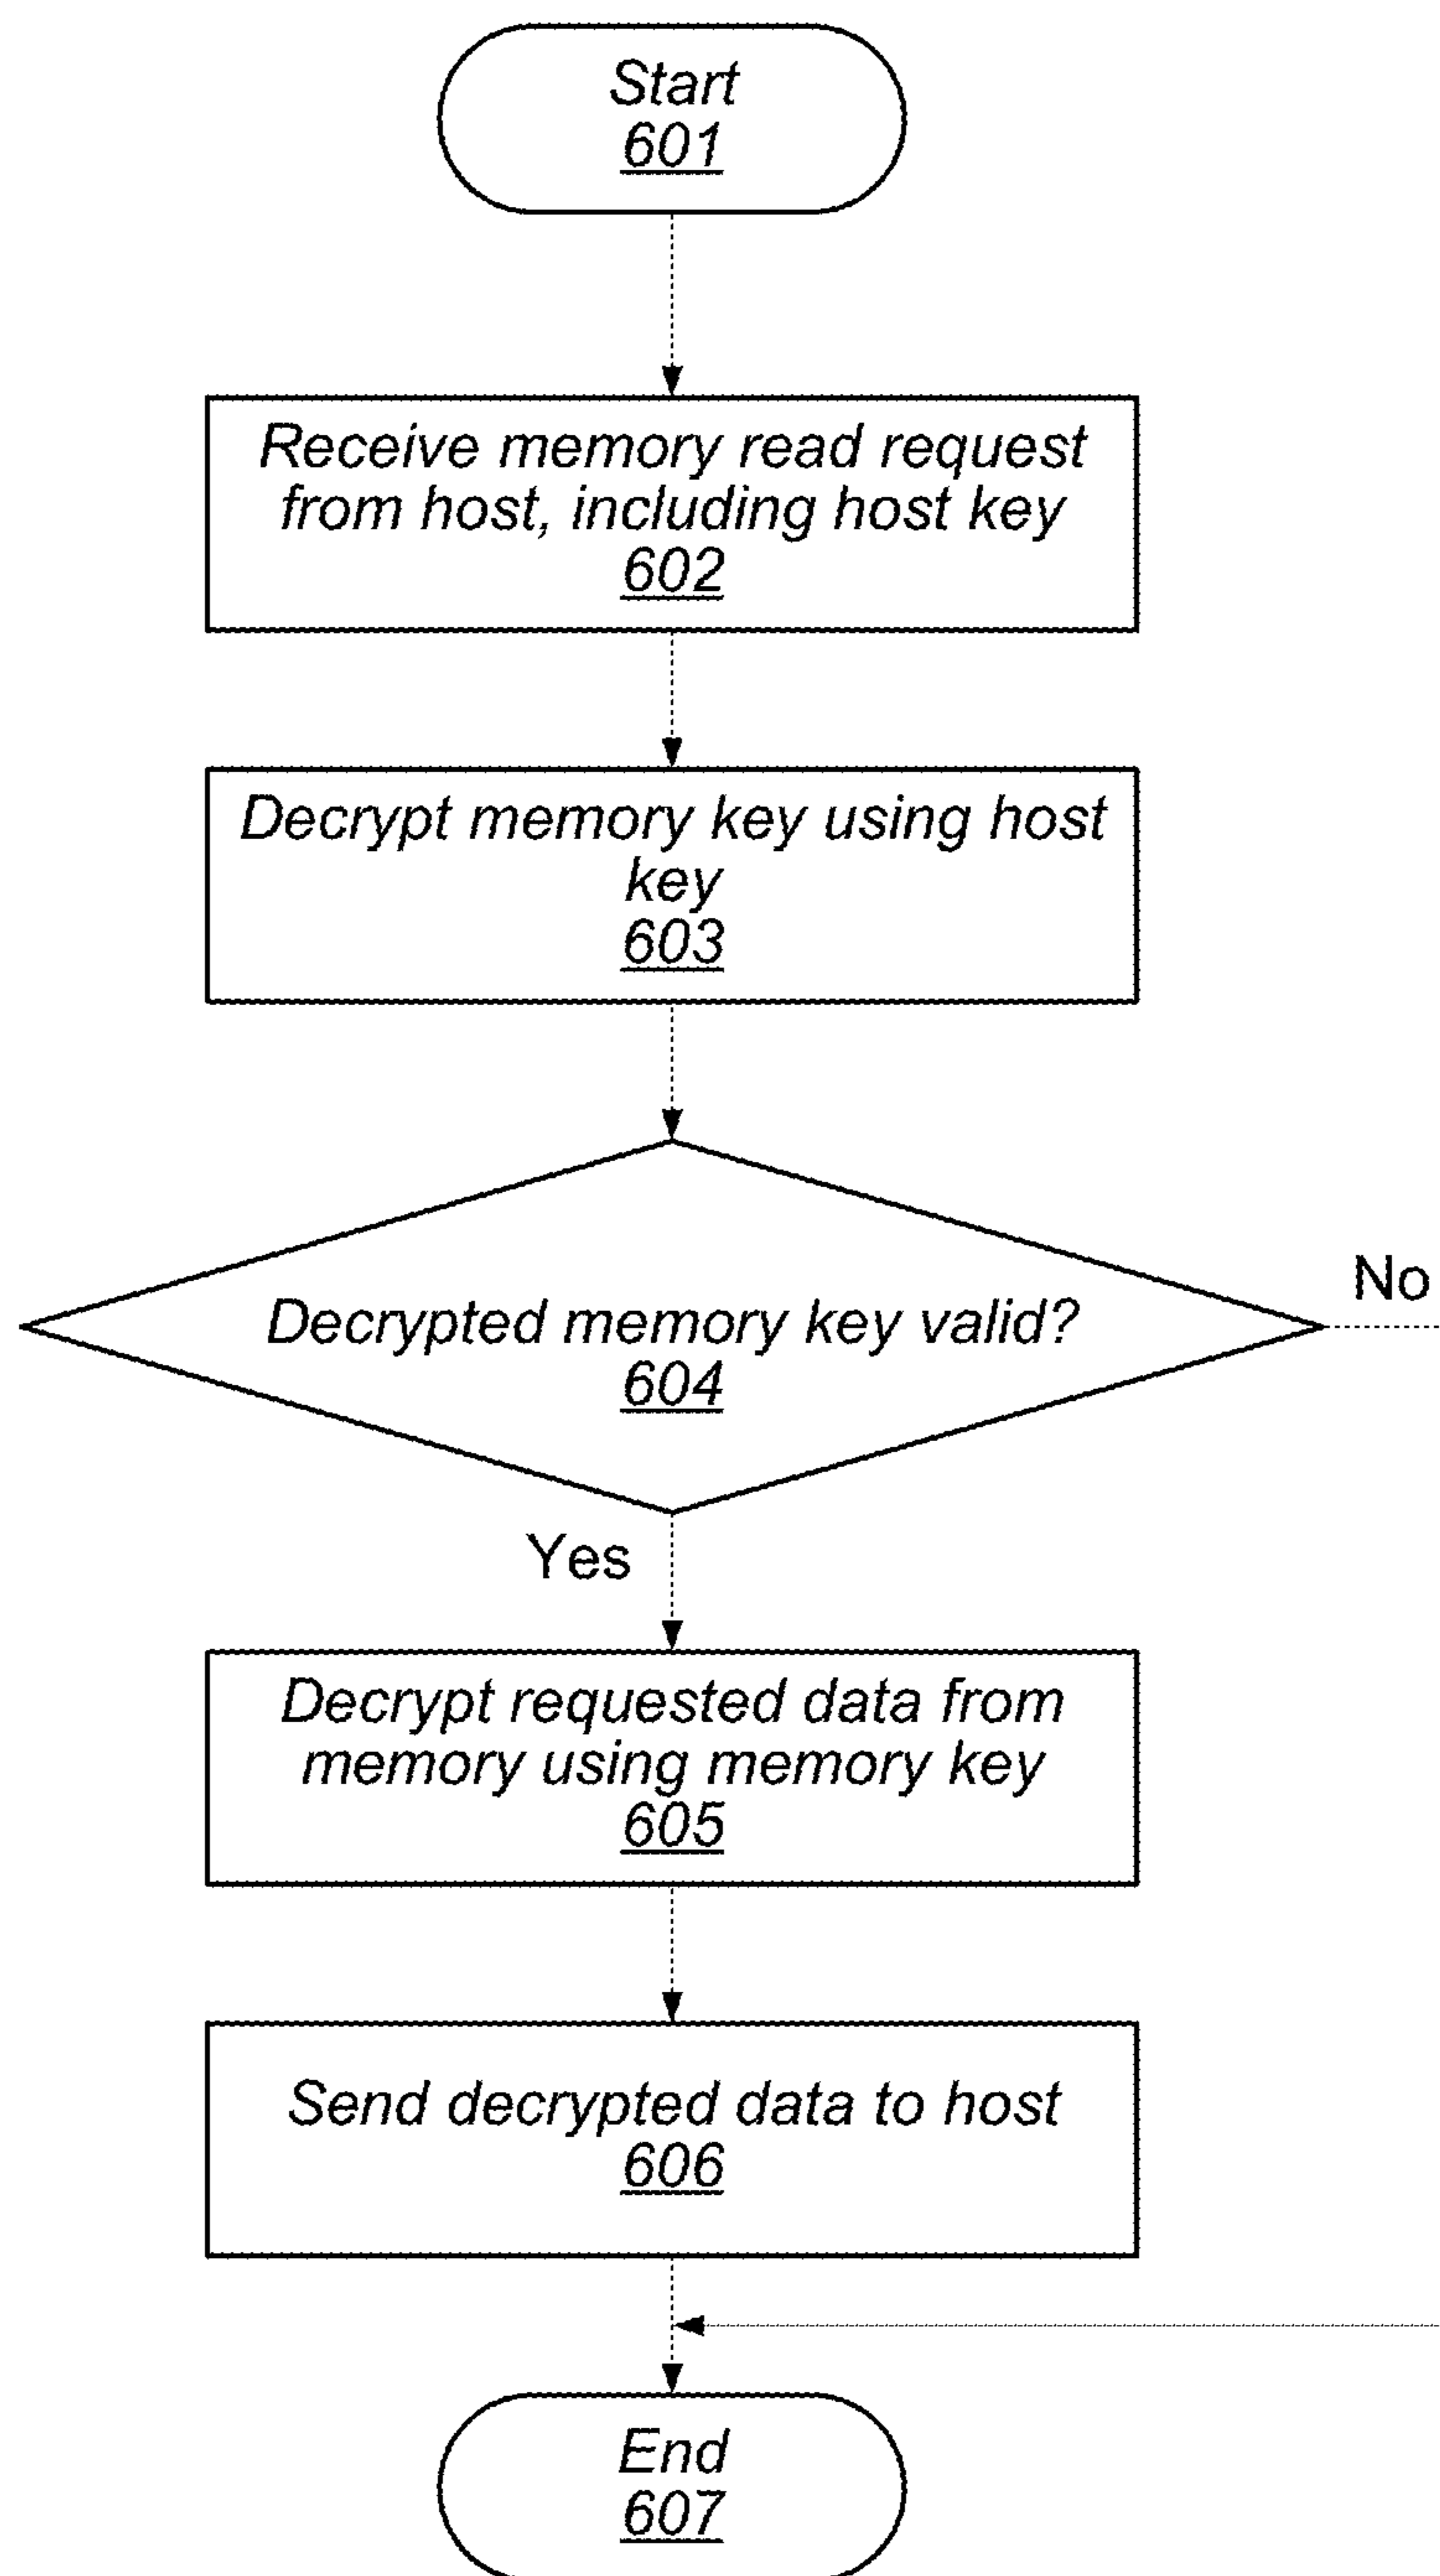 Start
601
Receive memory read request
from host, including host key
602
Decrypt memory key using host
key
603
Decrypted memory key valid?
604
No
Yes
Decrypt requested data from
memory using memory key
605
Send decrypted data to host
606
End
607